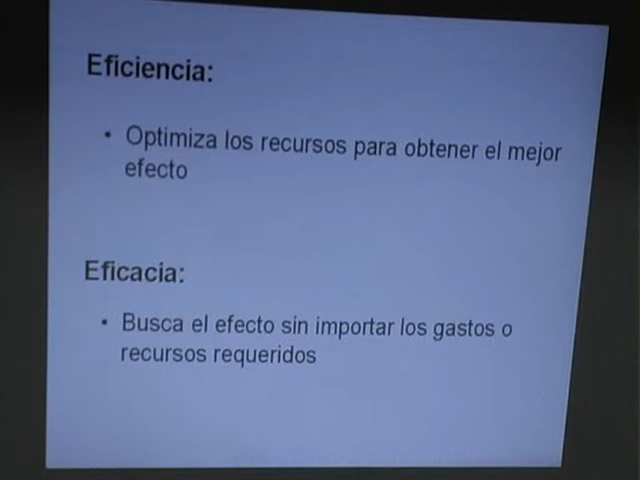 Eficiencia:
• Optimiza los recursos para obtener el mejor
efecto
Eficacia:
• Busca el efecto sin importar los gastos o
recursos requeridos